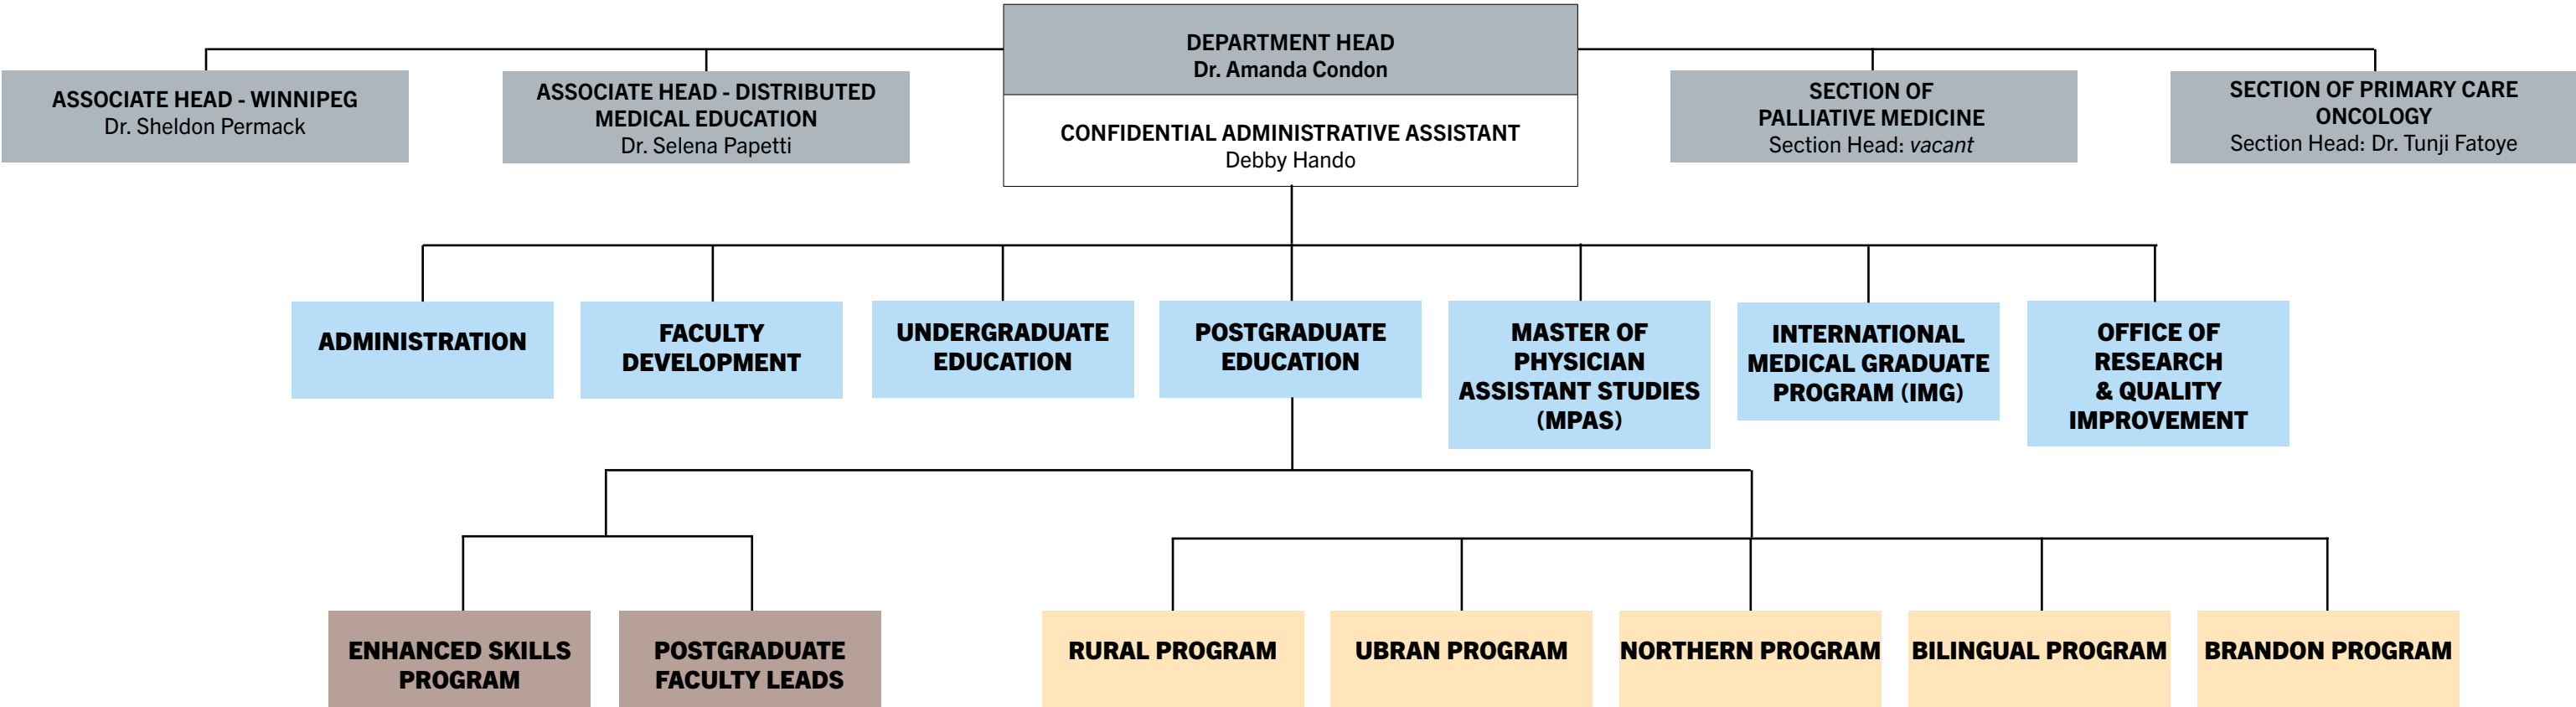 DEPARTMENT HEAD
Dr. Amanda Condon
CONFIDENTIAL ADMINISTRATIVE ASSISTANT
Debby Hando
ASSOCIATE HEAD - WINNIPEG
Dr. Sheldon Permack
ASSOCIATE HEAD - DISTRIBUTED
MEDICAL EDUCATION
Dr. Selena Papetti
SECTION OF
PALLIATIVE MEDICINE
Section Head: vacant
SECTION OF PRIMARY CARE
ONCOLOGY
Section Head: Dr. Tunji Fatoye
ADMINISTRATION
FACULTY
DEVELOPMENT
UNDERGRADUATE
EDUCATION
POSTGRADUATE
EDUCATION
MASTER OF
PHYSICIAN
ASSISTANT STUDIES
(MPAS)
INTERNATIONAL
MEDICAL GRADUATE
PROGRAM (IMG)
OFFICE OF
RESEARCH
& QUALITY
IMPROVEMENT
ENHANCED SKILLS
PROGRAM
POSTGRADUATE
FACULTY LEADS
RURAL PROGRAM
UBRAN PROGRAM
NORTHERN PROGRAM
BILINGUAL PROGRAM
BRANDON PROGRAM